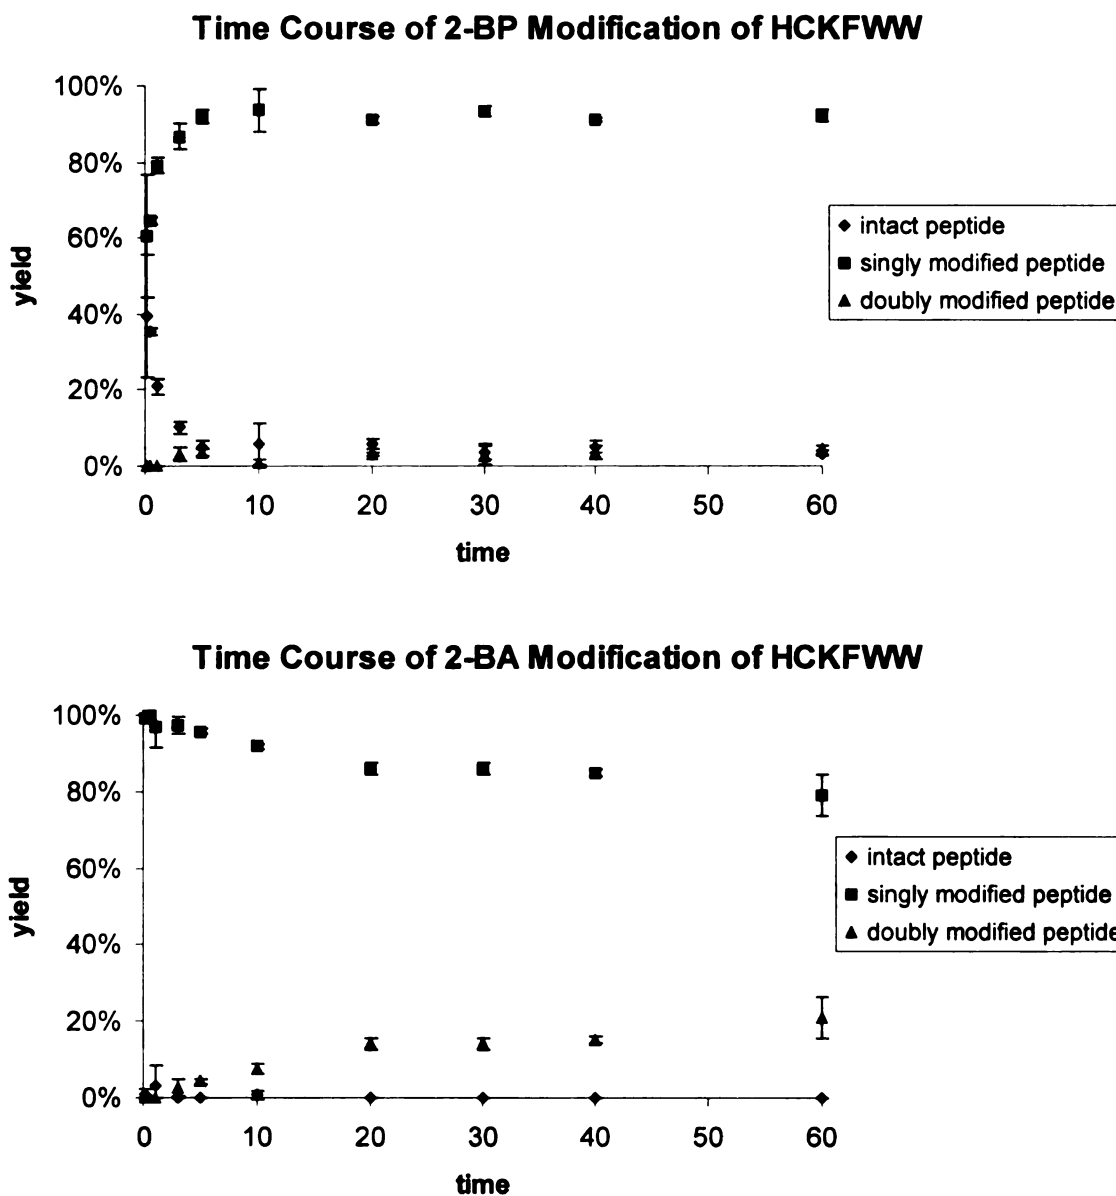 Time Course of 2-BP Modification of HCKFWW
100%
80%
60%
40%
20%
0%
yield
0 10 20 30 40 50 60
time
intact peptide
singly modified peptide
doubly modified peptide
Time Course of 2-BA Modification of HCKFWW
100%
80%
60%
40%
20%
0%
yield
0 10 20 30 40 50 60
time
intact peptide
singly modified peptide
doubly modified peptide